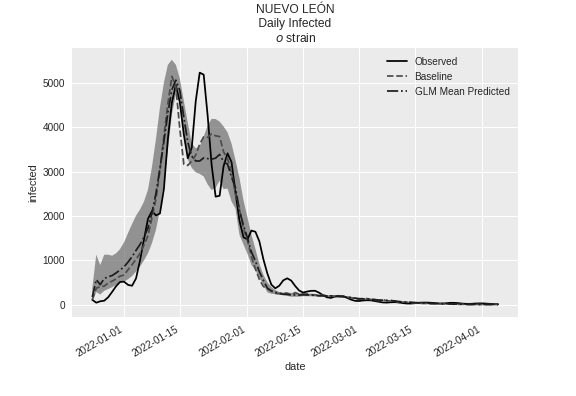 NUEVO LEÓN
Daily Infected
o strain
Observed
Baseline
GLM Mean Predicted
infected
5000
4000
3000
2000
1000
0
2022-01-01
2022-01-15
2022-02-01
2022-02-15
2022-03-01
2022-03-15
2022-04-01
date